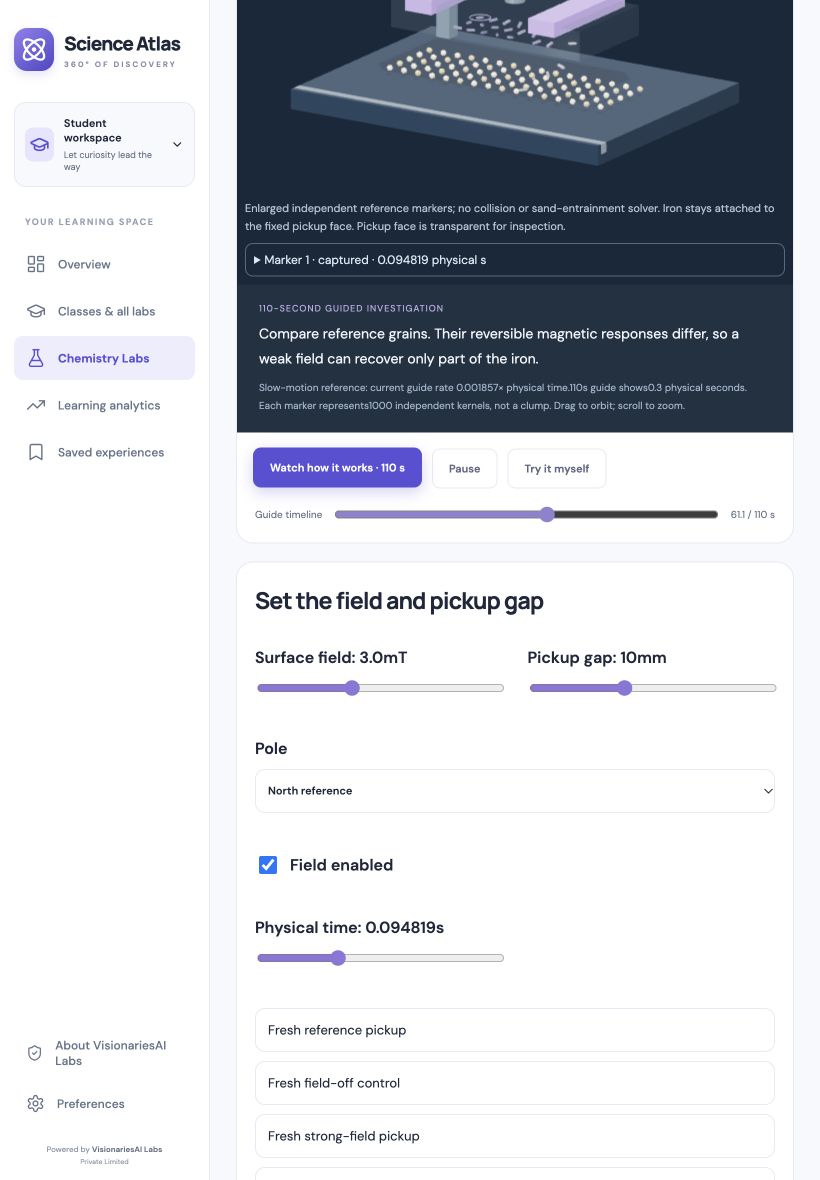 Science Atlas
360° OF DISCOVERY
Student
workspace
Let curiosity lead the
way
YOUR LEARNING SPACE
Overview
Classes & all labs
Chemistry Labs
Learning analytics
Saved experiences
About VisionariesAI
Labs
Preferences
Powered by VisionariesAI Labs
Private Limited
Enlarged independent reference markers; no collision or sand-entrainment solver. Iron stays attached to
the fixed pickup face. Pickup face is transparent for inspection.
▶ Marker 1 · captured · 0.094819 physical s
110-SECOND GUIDED INVESTIGATION
Compare reference grains. Their reversible magnetic responses differ, so a
weak field can recover only part of the iron.
Slow-motion reference: current guide rate 0.001857× physical time.110s guide shows0.3 physical seconds.
Each marker represents1000 independent kernels, not a clump. Drag to orbit; scroll to zoom.
Watch how it works · 110 s
Pause
Try it myself
Guide timeline
61.1 / 110 s
Set the field and pickup gap
Surface field: 3.0mT
Pickup gap: 10mm
Pole
North reference
Field enabled
Physical time: 0.094819s
Fresh reference pickup
Fresh field-off control
Fresh strong-field pickup